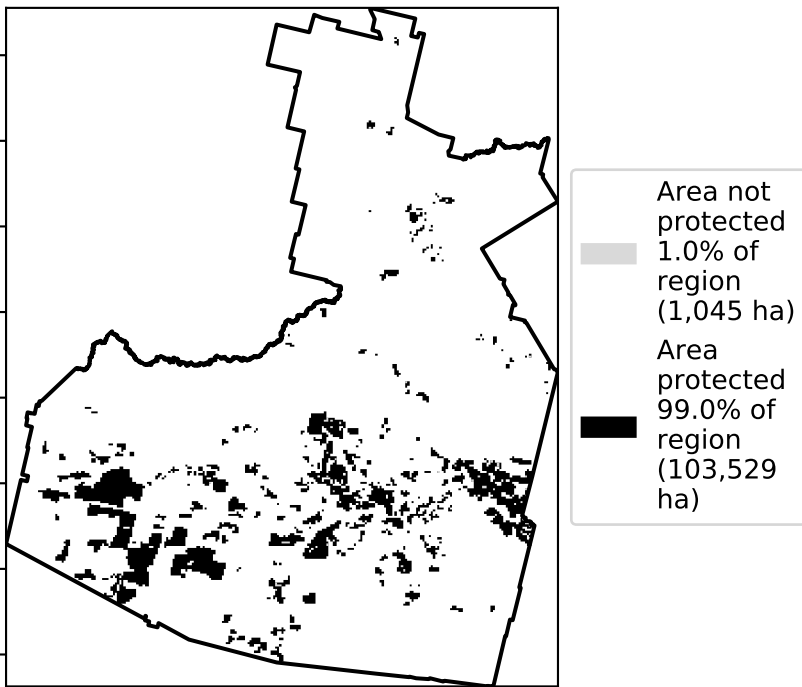 Area not
protected
1.0% of
region
(1,045 ha)
Area
protected
99.0% of
region
(103,529
ha)